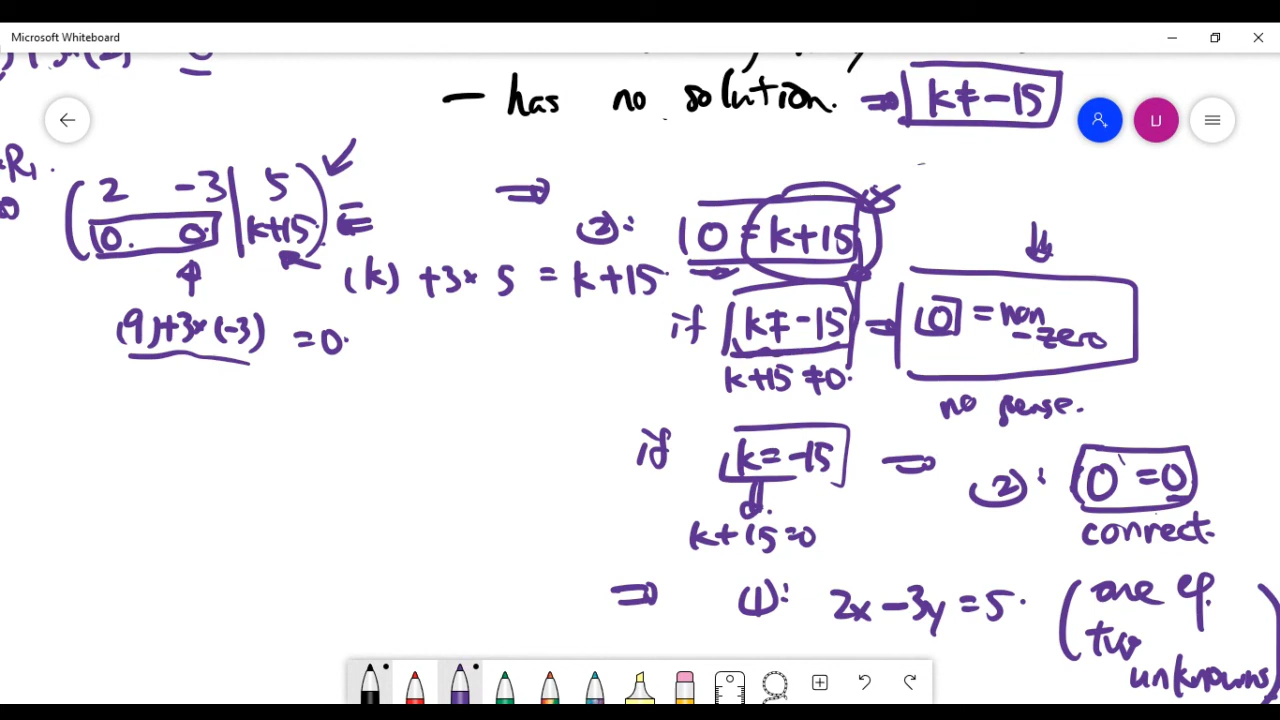 Microsoft Whiteboard
- has no solution. ⇒ k ≠ -15
R₁.
( 2 -3 | 5 )
( 0. 0. | k+15 )
⇒
②: 0 = k+15
(k) + 3× 5 = k+15.
(9)+3×(-3) = 0.
if k ≠ -15 ⇒ 0 = non-zero
k+15 ≠ 0.
no sense.
if k = -15 ⇒ (2): 0 = 0
k+15=0
correct.
⇒ (1): 2x - 3y = 5. (one eq.
two
unknowns)
U